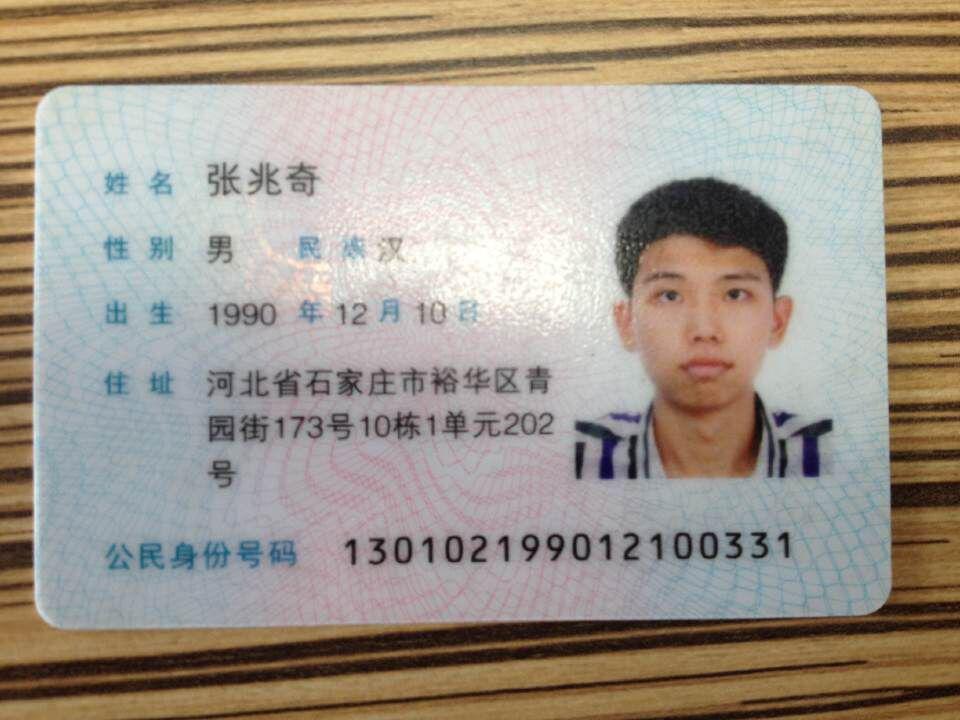 姓名 张兆奇
性别 男 民族 汉
出生 1990 年 12 月 10 日
住址 河北省石家庄市裕华区青
园街173号10栋1单元202
号
公民身份号码 130102199012100331